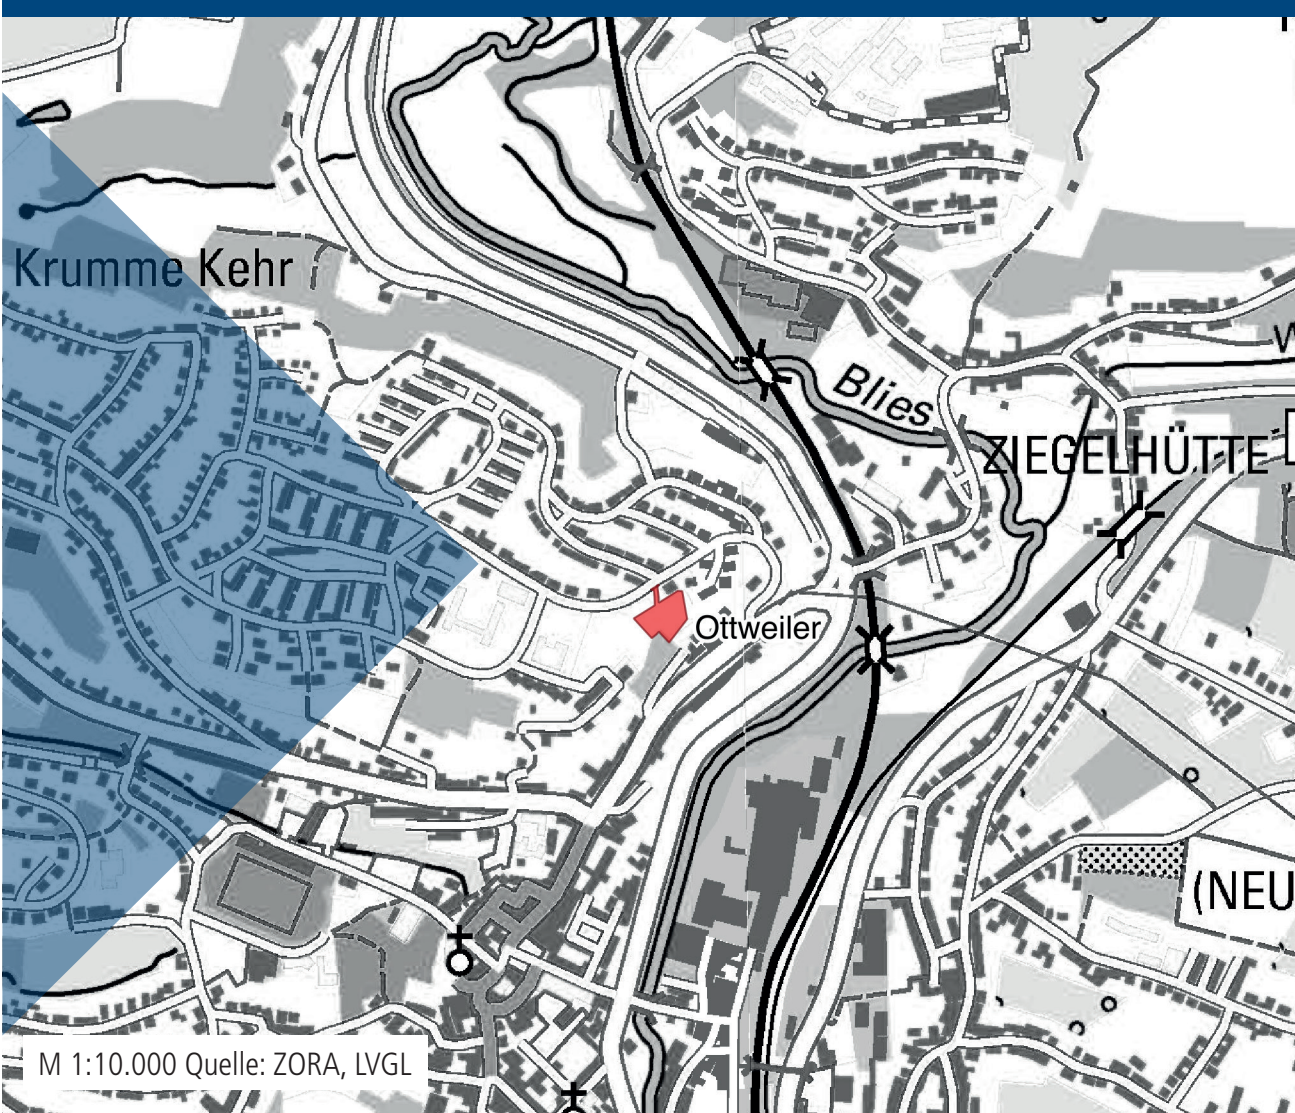 Krumme Kehr
Blies
ZIEGELHÜTTE
Ottweiler
(NEU
M 1:10.000 Quelle: ZORA, LVGL